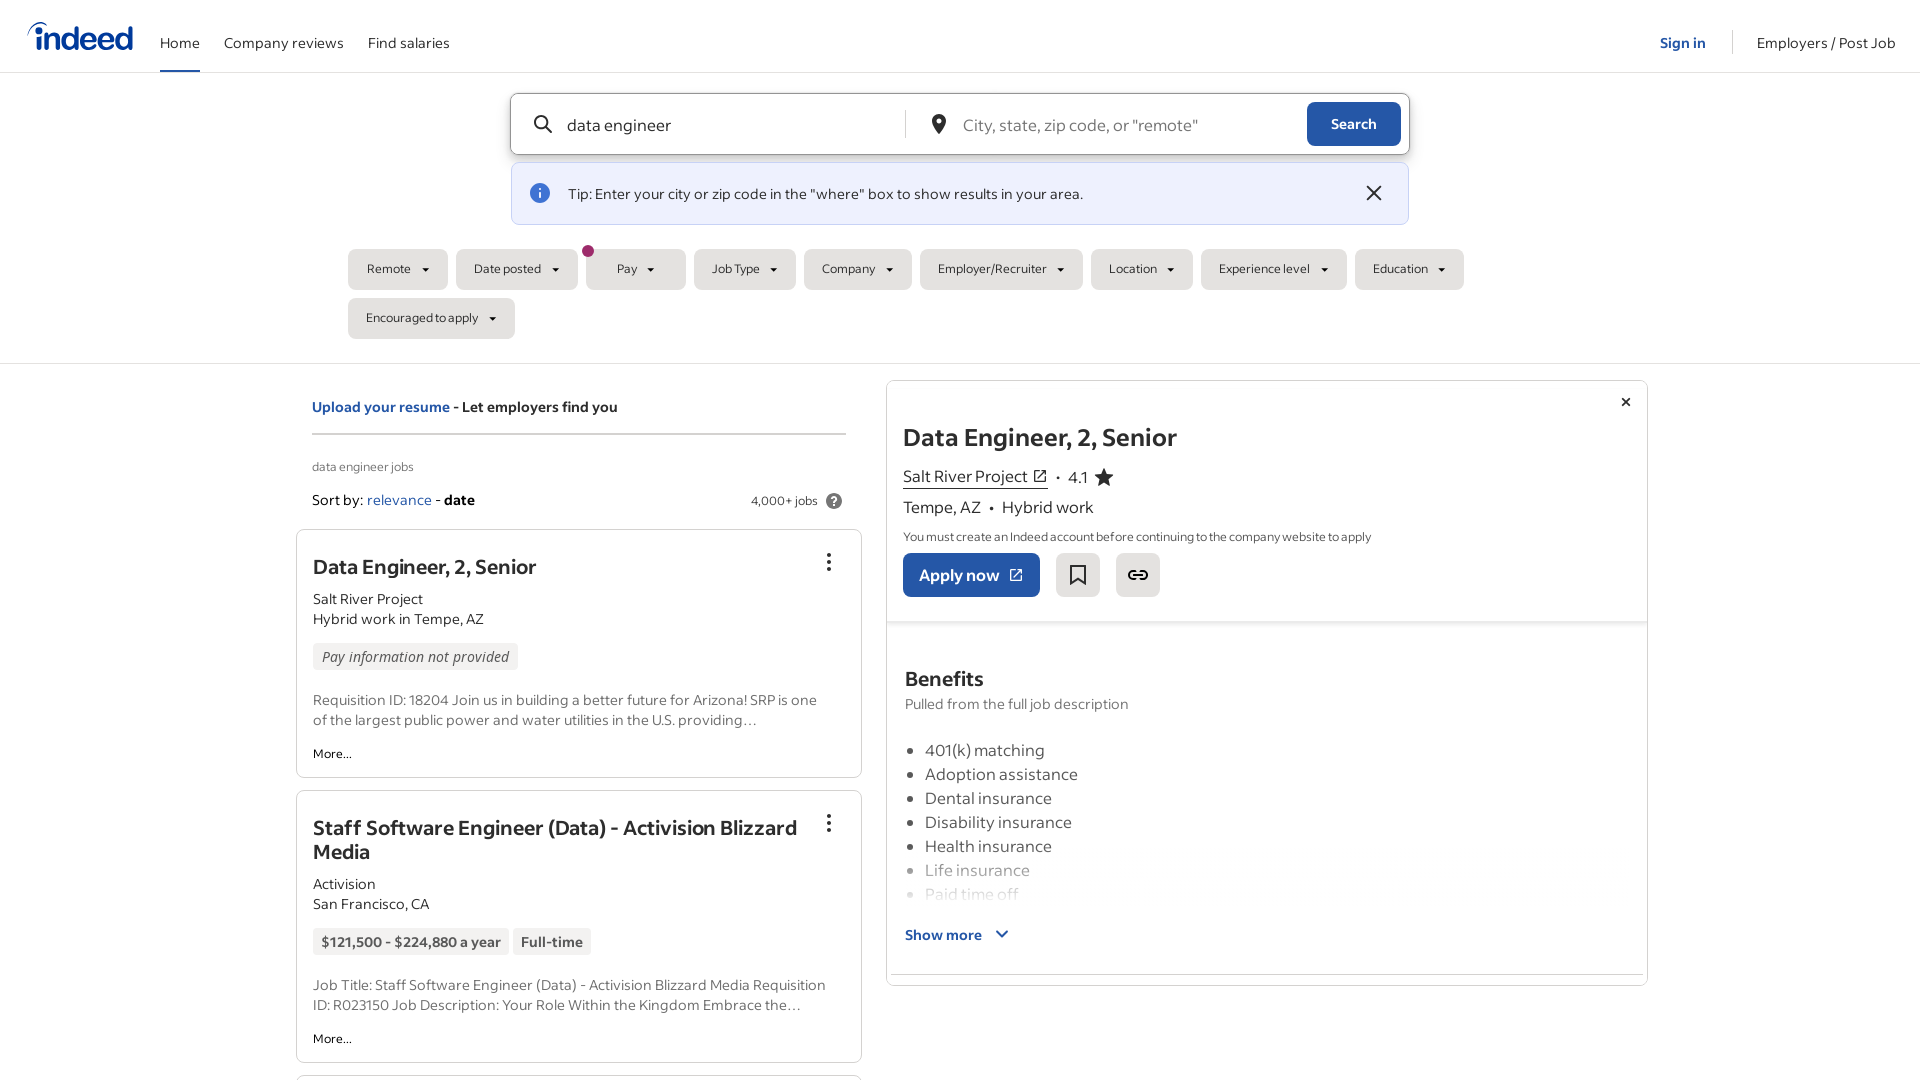 indeed
Home
Company reviews
Find salaries
Sign in
Employers / Post Job
data engineer
City, state, zip code, or "remote"
Search
Tip: Enter your city or zip code in the "where" box to show results in your area.
Remote
Date posted
Pay
Job Type
Company
Employer/Recruiter
Location
Experience level
Education
Encouraged to apply
Upload your resume - Let employers find you
data engineer jobs
Sort by: relevance - date
4,000+ jobs
Data Engineer, 2, Senior
Salt River Project
Hybrid work in Tempe, AZ
Pay information not provided
Requisition ID: 18204 Join us in building a better future for Arizona! SRP is one
of the largest public power and water utilities in the U.S. providing…
More...
Staff Software Engineer (Data) - Activision Blizzard
Media
Activision
San Francisco, CA
$121,500 - $224,880 a year
Full-time
Job Title: Staff Software Engineer (Data) - Activision Blizzard Media Requisition
ID: R023150 Job Description: Your Role Within the Kingdom Embrace the…
More...
Data Engineer, 2, Senior
Salt River Project • 4.1
Tempe, AZ • Hybrid work
You must create an Indeed account before continuing to the company website to apply
Apply now
Benefits
Pulled from the full job description
401(k) matching
Adoption assistance
Dental insurance
Disability insurance
Health insurance
Life insurance
Paid time off
Show more